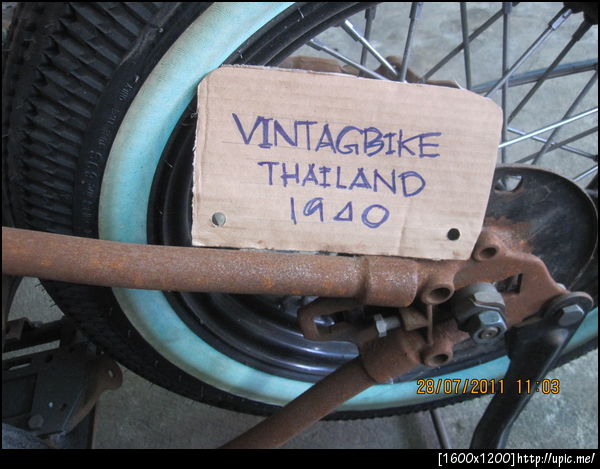 VINTAGBIKE
THAILAND
1940
28/07/2011 11:03
[1600x1200]http://upic.me/